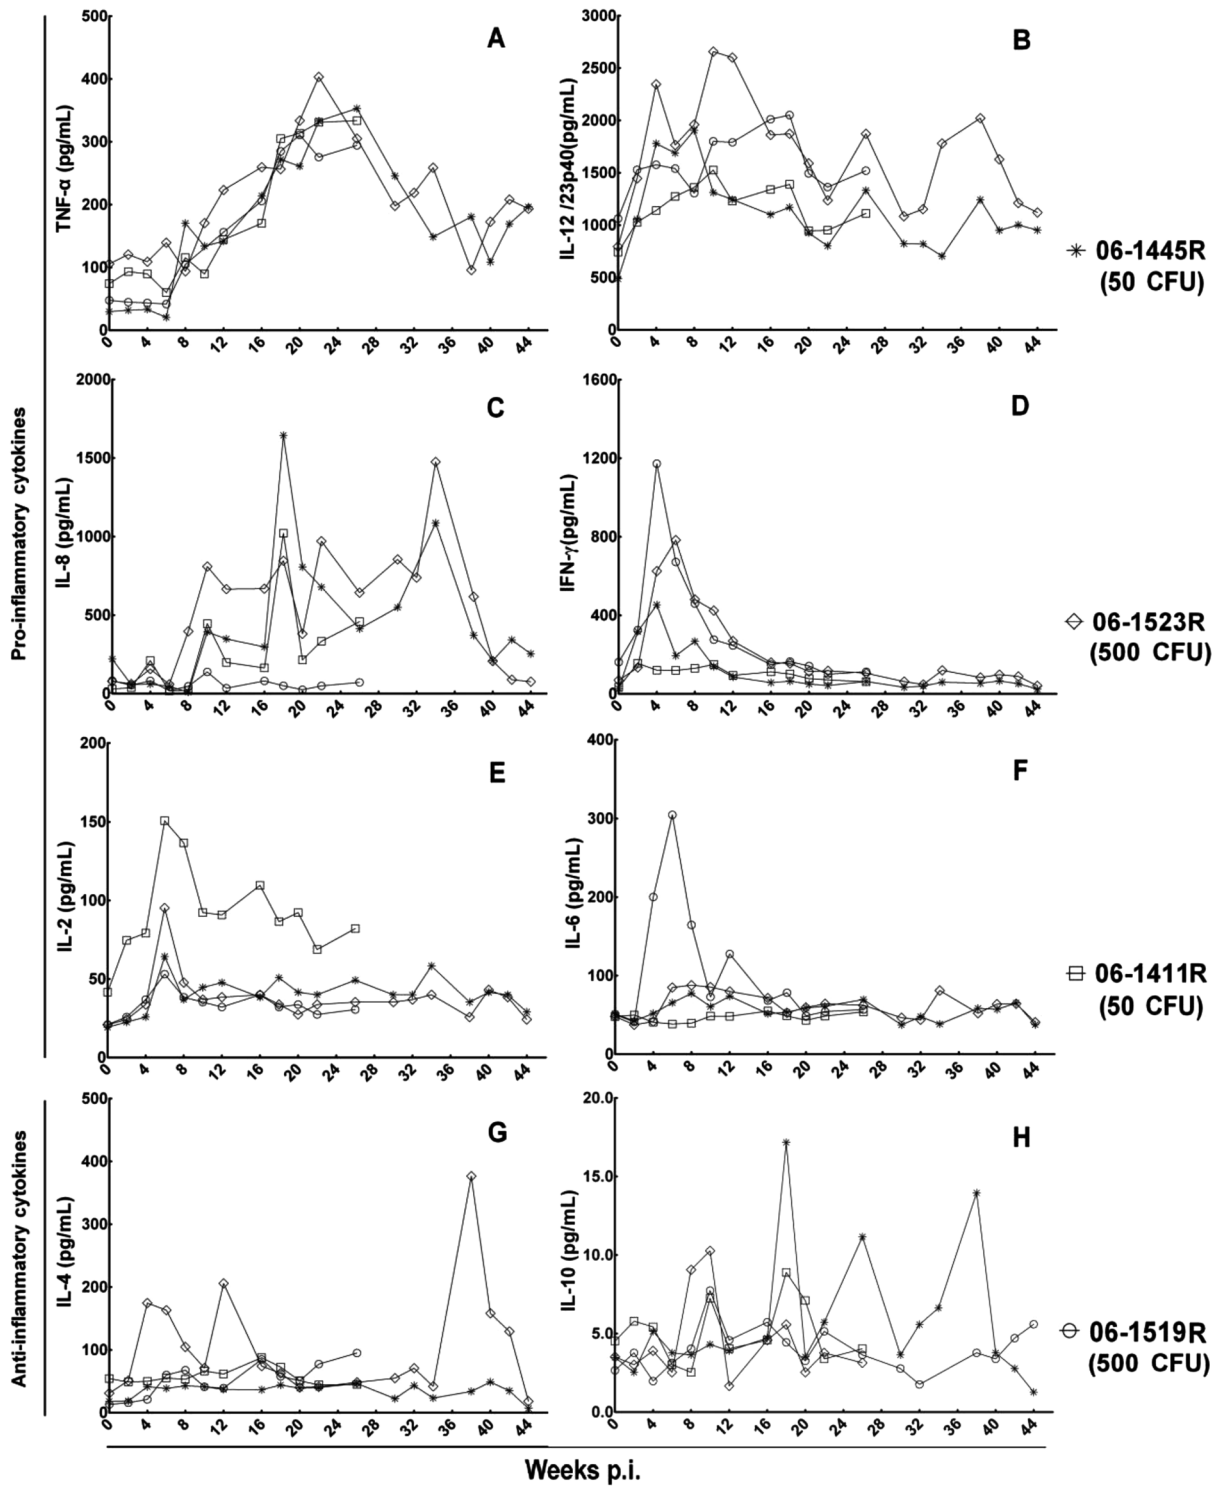 A
TNF-α (pg/mL)
500
400
300
200
100
0
0 4 8 12 16 20 24 28 32 36 40 44
B
IL-12 /23p40(pg/mL)
3000
2500
2000
1500
1000
500
0
0 4 8 12 16 20 24 28 32 36 40 44
06-1445R
(50 CFU)
C
IL-8 (pg/mL)
2000
1500
1000
500
0
0 4 8 12 16 20 24 28 32 36 40 44
D
IFN-γ(pg/mL)
1600
1200
800
400
0
0 4 8 12 16 20 24 28 32 36 40 44
06-1523R
(500 CFU)
Pro-inflammatory cytokines
E
IL-2 (pg/mL)
200
150
100
50
0
0 4 8 12 16 20 24 28 32 36 40 44
F
IL-6 (pg/mL)
400
300
200
100
0
0 4 8 12 16 20 24 28 32 36 40 44
06-1411R
(50 CFU)
Anti-inflammatory cytokines
G
IL-4 (pg/mL)
500
400
300
200
100
0
0 4 8 12 16 20 24 28 32 36 40 44
H
IL-10 (pg/mL)
20.0
15.0
10.0
5.0
0.0
0 4 8 12 16 20 24 28 32 36 40 44
06-1519R
(500 CFU)
Weeks p.i.